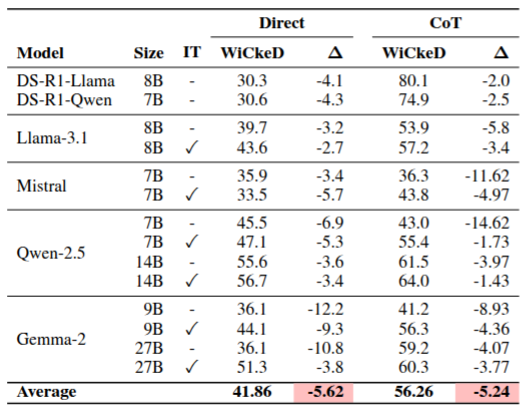 Direct CoT
Model Size IT WiCkeD Δ WiCkeD Δ
DS-R1-Llama 8B - 30.3 -4.1 80.1 -2.0
DS-R1-Qwen 7B - 30.6 -4.3 74.9 -2.5
Llama-3.1
8B - 39.7 -3.2 53.9 -5.8
8B ✓ 43.6 -2.7 57.2 -3.4
Mistral
7B - 35.9 -3.4 36.3 -11.62
7B ✓ 33.5 -5.7 43.8 -4.97
Qwen-2.5
7B - 45.5 -6.9 43.0 -14.62
7B ✓ 47.1 -5.3 55.4 -1.73
14B - 55.6 -3.6 61.5 -3.97
14B ✓ 56.7 -3.4 64.0 -1.43
Gemma-2
9B - 36.1 -12.2 41.2 -8.93
9B ✓ 44.1 -9.3 56.3 -4.36
27B - 36.1 -10.8 59.2 -4.07
27B ✓ 51.3 -3.8 60.3 -3.77
Average 41.86 -5.62 56.26 -5.24